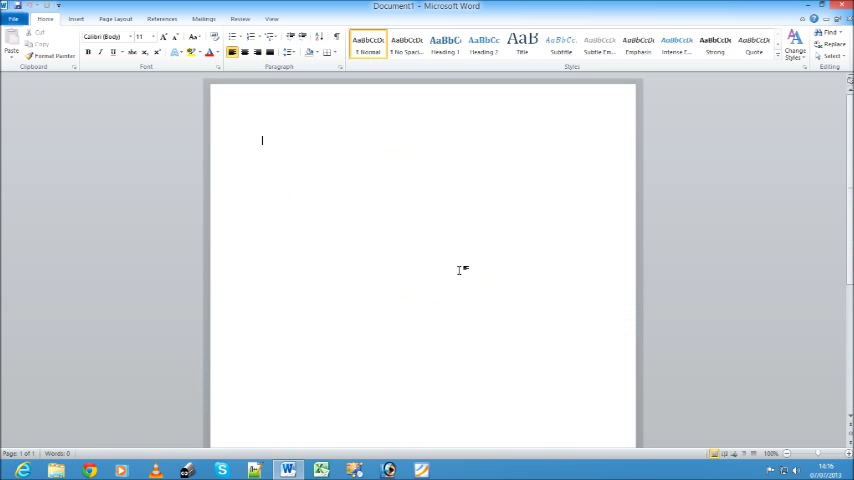 Document1 - Microsoft Word
File Home Insert Page Layout References Mailings Review View
Paste
Cut
Copy
Format Painter
Clipboard
Calibri (Body) 11
Font
Paragraph
AaBbCcDc AaBbCcDc AaBbC AaBbCc AaB AaBbCc. AaBbCcDc AaBbCcDc AaBbCcDc AaBbCcDc AaBbCcDc
¶ Normal ¶ No Spaci... Heading 1 Heading 2 Title Subtitle Subtle Em... Emphasis Intense E... Strong Quote
Change Styles
Styles
Find
Replace
Select
Editing
Page: 1 of 1 Words: 0
100%
14:16
07/07/2013